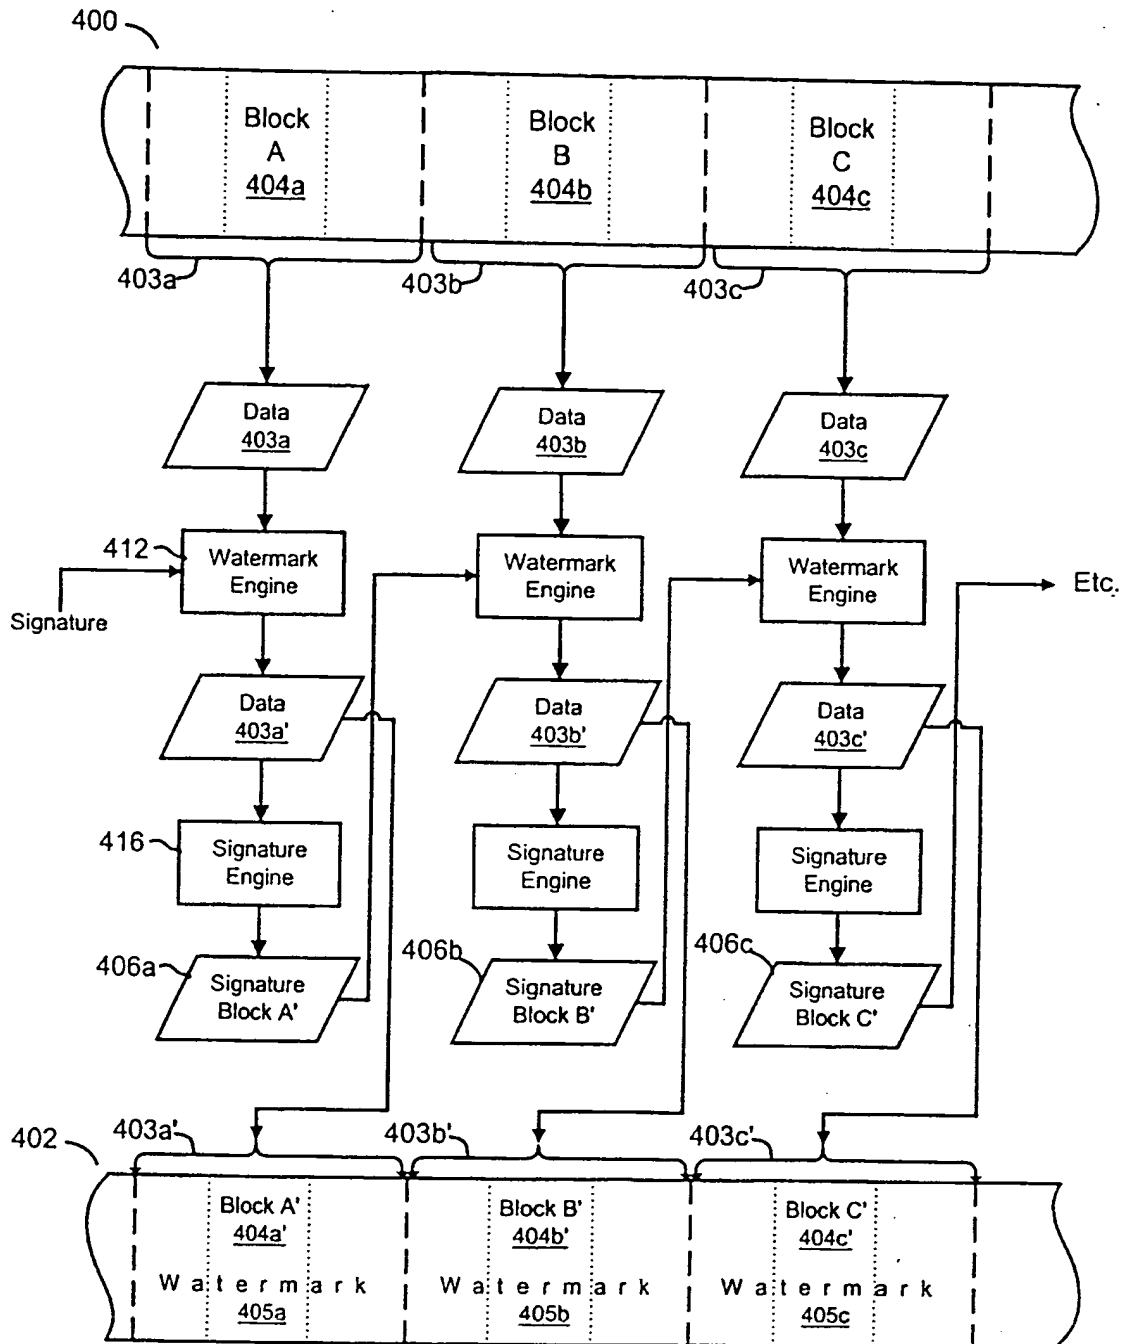 400
Block
A
404a
Block
B
404b
Block
C
404c
403a
403b
403c
Data
403a
Data
403b
Data
403c
412
Watermark
Engine
Watermark
Engine
Watermark
Engine
Etc.
Signature
Data
403a'
Data
403b'
Data
403c'
416
Signature
Engine
Signature
Engine
Signature
Engine
406a
Signature
Block A'
406b
Signature
Block B'
406c
Signature
Block C'
402
403a'
403b'
403c'
Block A'
404a'
Block B'
404b'
Block C'
404c'
Watermark
405a
Watermark
405b
Watermark
405c